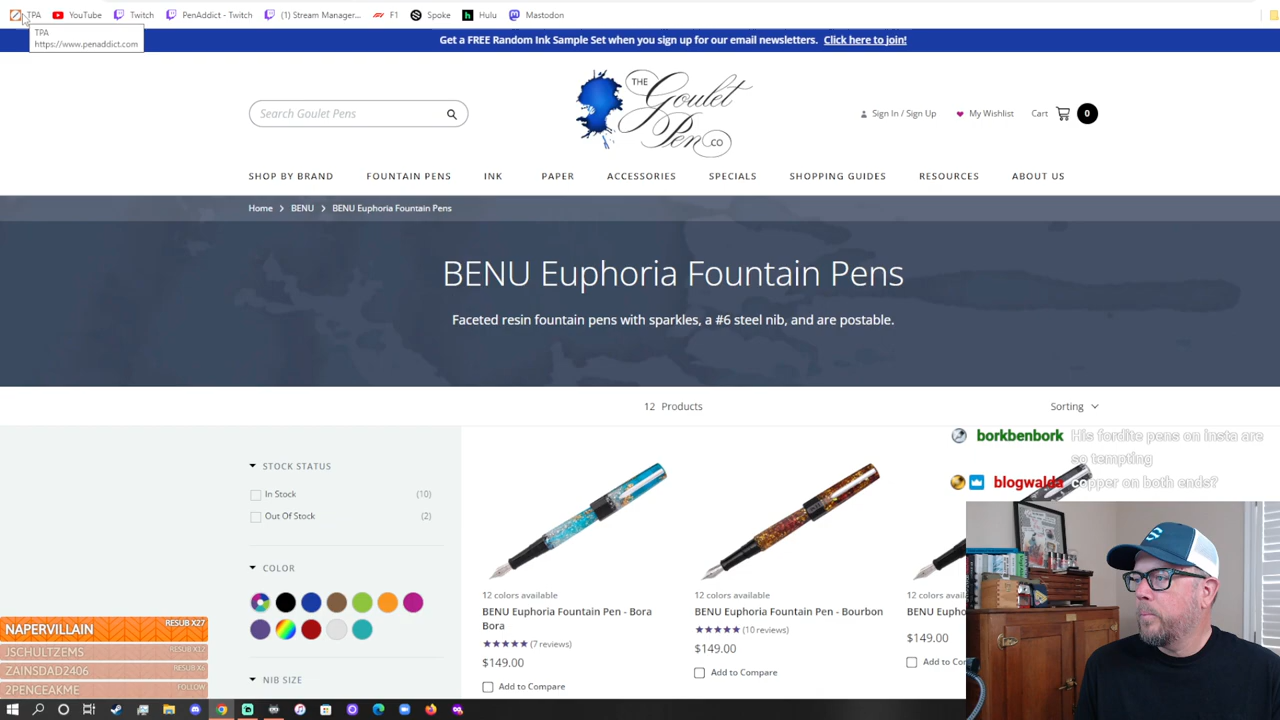 TPA YouTube Twitch PenAddict - Twitch (1) Stream Manager... F1 Spoke Hulu Mastodon
TPA
https://www.penaddict.com
Get a FREE Random Ink Sample Set when you sign up for our email newsletters. Click here to join!
Search Goulet Pens
THE Goulet Pen CO
Sign In / Sign Up My Wishlist Cart 0
SHOP BY BRAND FOUNTAIN PENS INK PAPER ACCESSORIES SPECIALS SHOPPING GUIDES RESOURCES ABOUT US
Home > BENU > BENU Euphoria Fountain Pens
BENU Euphoria Fountain Pens
Faceted resin fountain pens with sparkles, a #6 steel nib, and are postable.
12 Products
Sorting
borkbenbork His fordite pens on insta are
so tempting
blogwalda copper on both ends?
STOCK STATUS
In Stock (10)
Out Of Stock (2)
COLOR
NIB SIZE
12 colors available
BENU Euphoria Fountain Pen - Bora
Bora
(7 reviews)
$149.00
Add to Compare
12 colors available
BENU Euphoria Fountain Pen - Bourbon
(10 reviews)
$149.00
Add to Compare
12 colors
BENU Eupho
$149.00
Add to Con
NAPERVILLAIN RESUB X27
JSCHULTZEMS RESUB X12
ZAINSDAD2406 RESUB X6
2PENCEAKME FOLLOW